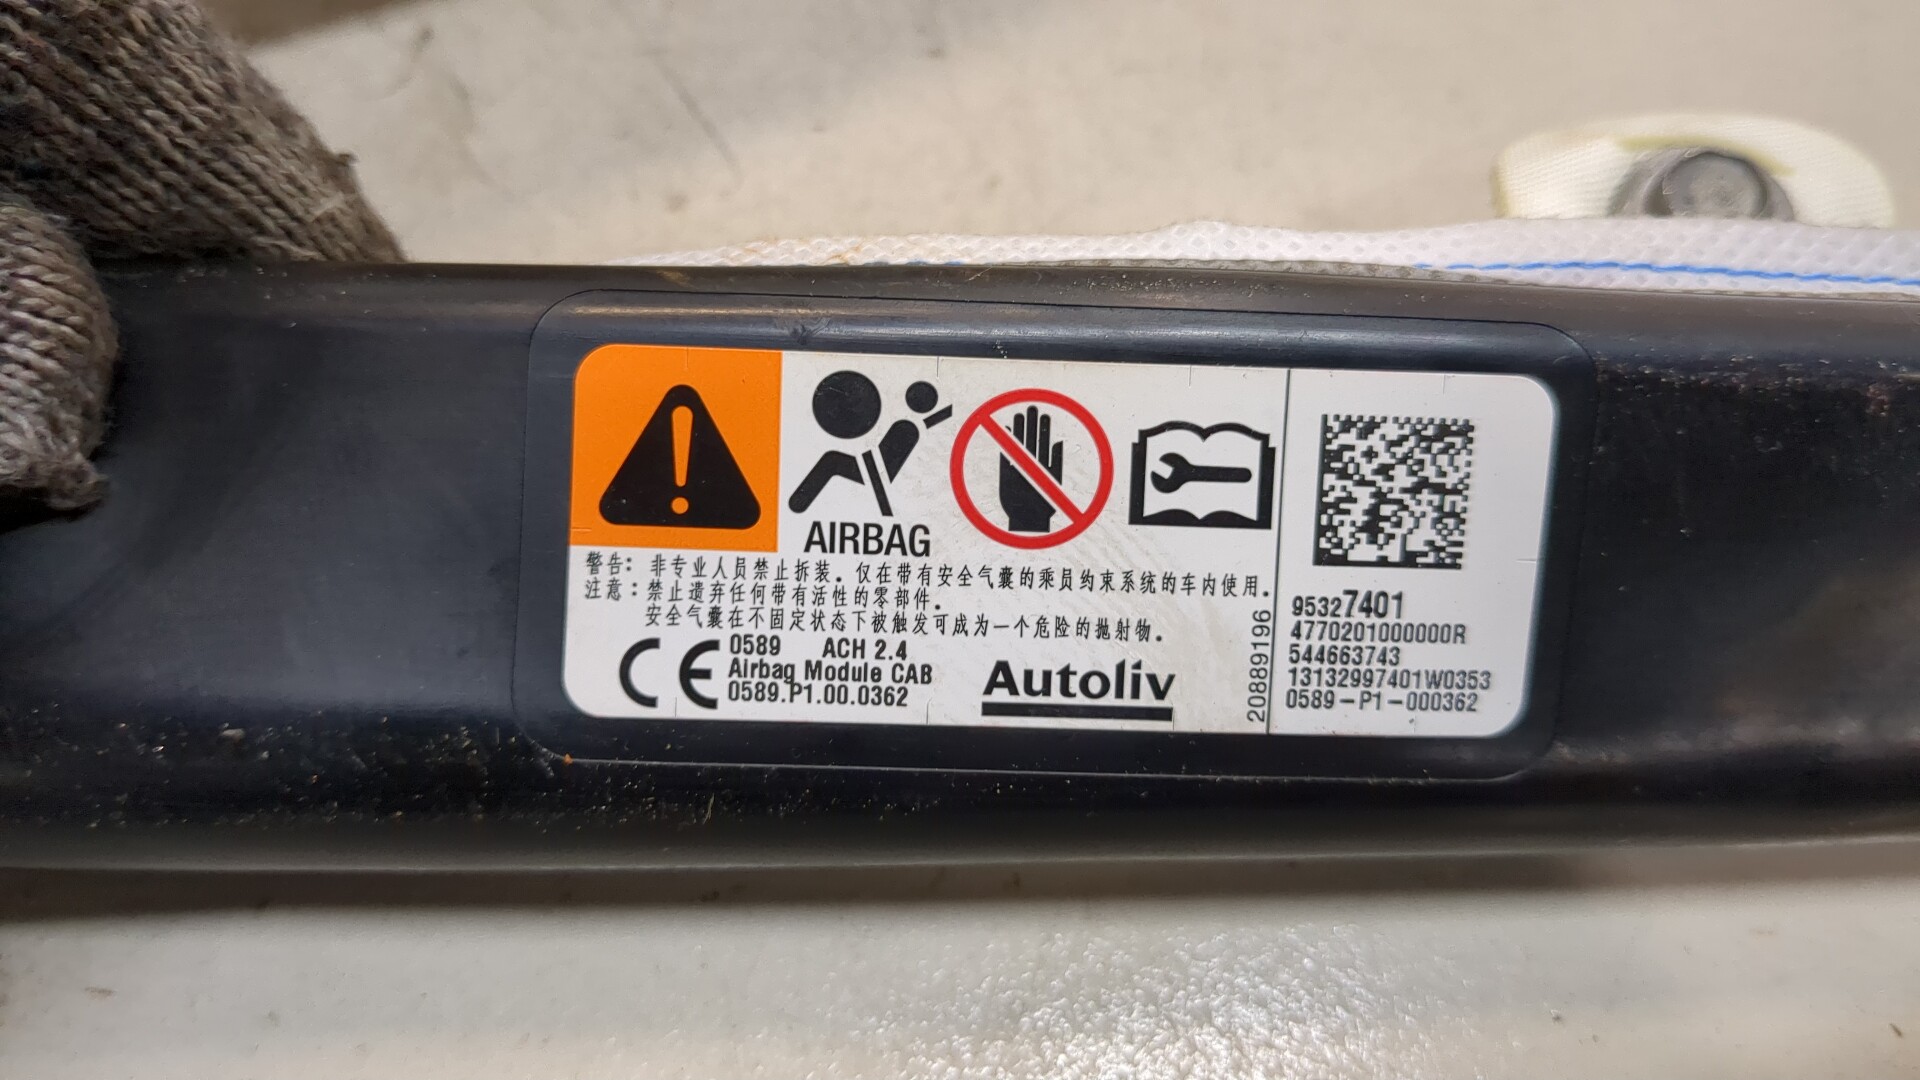 AIRBAG
警告：非专业人员禁止拆装。仅在带有安全气囊的乘员约束系统的车内使用。
注意：禁止遗弃任何带有活性的零部件。
安全气囊在不固定状态下被触发可成为一个危险的抛射物。
CE 0589 ACH 2.4
Airbag Module CAB
0589.P1.00.0362
Autoliv
20889196
95327401
4770201000000R
544663743
13132997401W0353
0589-P1-000362